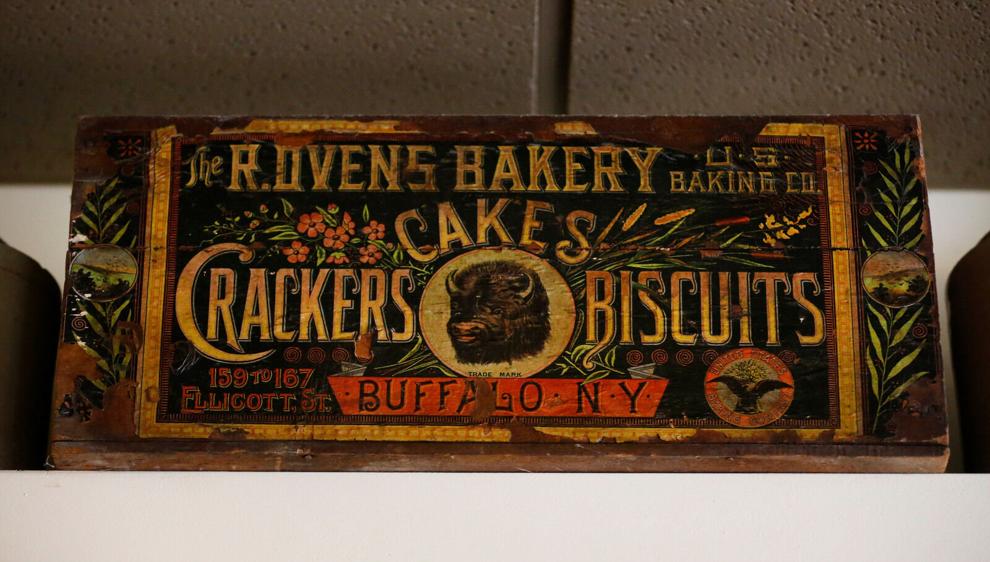 The R. OVENS BAKERY U.S.
BAKING CO.
CAKES
CRACKERS BISCUITS
TRADE MARK
159 TO 167
ELLICOTT, ST.
BUFFALO N.Y.